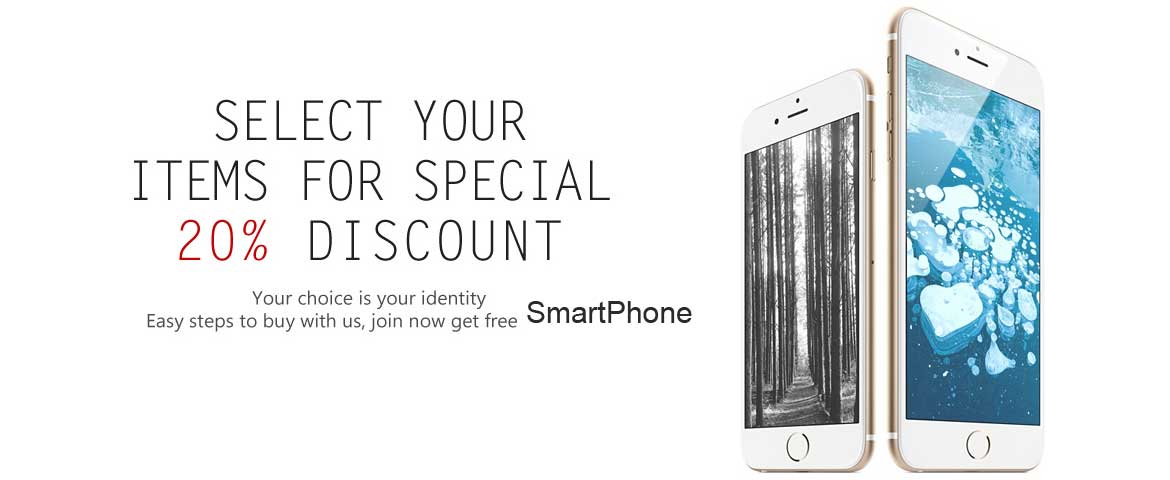 SELECT YOUR
ITEMS FOR SPECIAL
20% DISCOUNT
Your choice is your identity
Easy steps to buy with us, join now get free SmartPhone